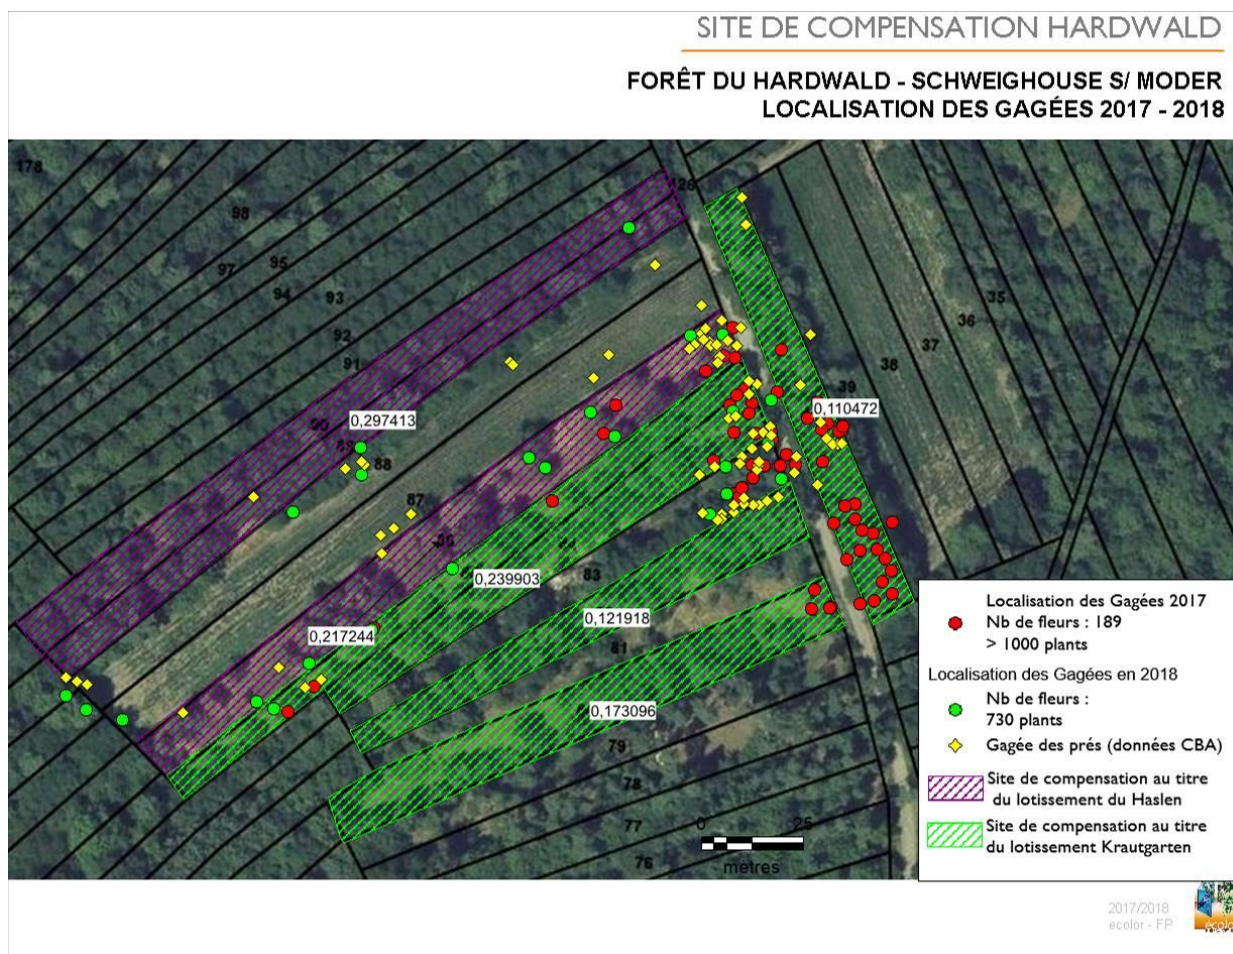 SITE DE COMPENSATION HARDWALD
FORÊT DU HARDWALD - SCHWEIGHOUSE S/ MODER
LOCALISATION DES GAGÉES 2017 - 2018
178
98
97
95
94
93
92
91
90
89
88
87
86
126
35
36
37
38
39
0,297413
0,110472
0,239903
83
0,121918
0,217244
81
0,173096
79
78
77
76
0 25
mètres
Localisation des Gagées 2017
Nb de fleurs : 189
> 1000 plants
Localisation des Gagées en 2018
Nb de fleurs :
730 plants
Gagée des prés (données CBA)
Site de compensation au titre
du lotissement du Haslen
Site de compensation au titre
du lotissement Krautgarten
2017/2018
ecolor - FP
écolor